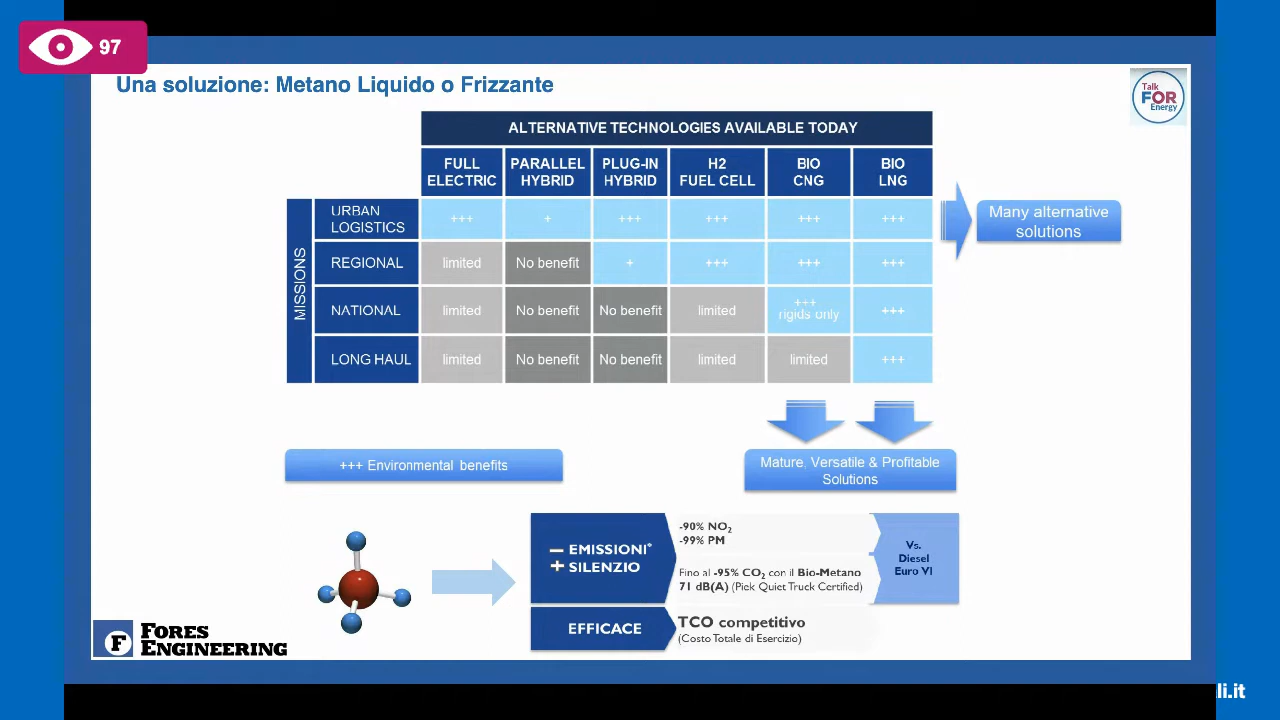 97
Una soluzione: Metano Liquido o Frizzante
Talk
FOR
Energy
ALTERNATIVE TECHNOLOGIES AVAILABLE TODAY
FULL ELECTRIC
PARALLEL HYBRID
PLUG-IN HYBRID
H2 FUEL CELL
BIO CNG
BIO LNG
MISSIONS
URBAN LOGISTICS
+++
+
+++
+++
+++
+++
Many alternative
solutions
REGIONAL
limited
No benefit
+
+++
+++
+++
NATIONAL
limited
No benefit
No benefit
limited
+++
rigids only
+++
LONG HAUL
limited
No benefit
No benefit
limited
limited
+++
+++ Environmental benefits
Mature, Versatile & Profitable
Solutions
– EMISSIONI*
+ SILENZIO
-90% NO2
-99% PM
Fino al -95% CO2 con il Bio-Metano
71 dB(A) (Piek Quiet Truck Certified)
Vs.
Diesel
Euro VI
EFFICACE
TCO competitivo
(Costo Totale di Esercizio)
F
FORES
ENGINEERING
li.it